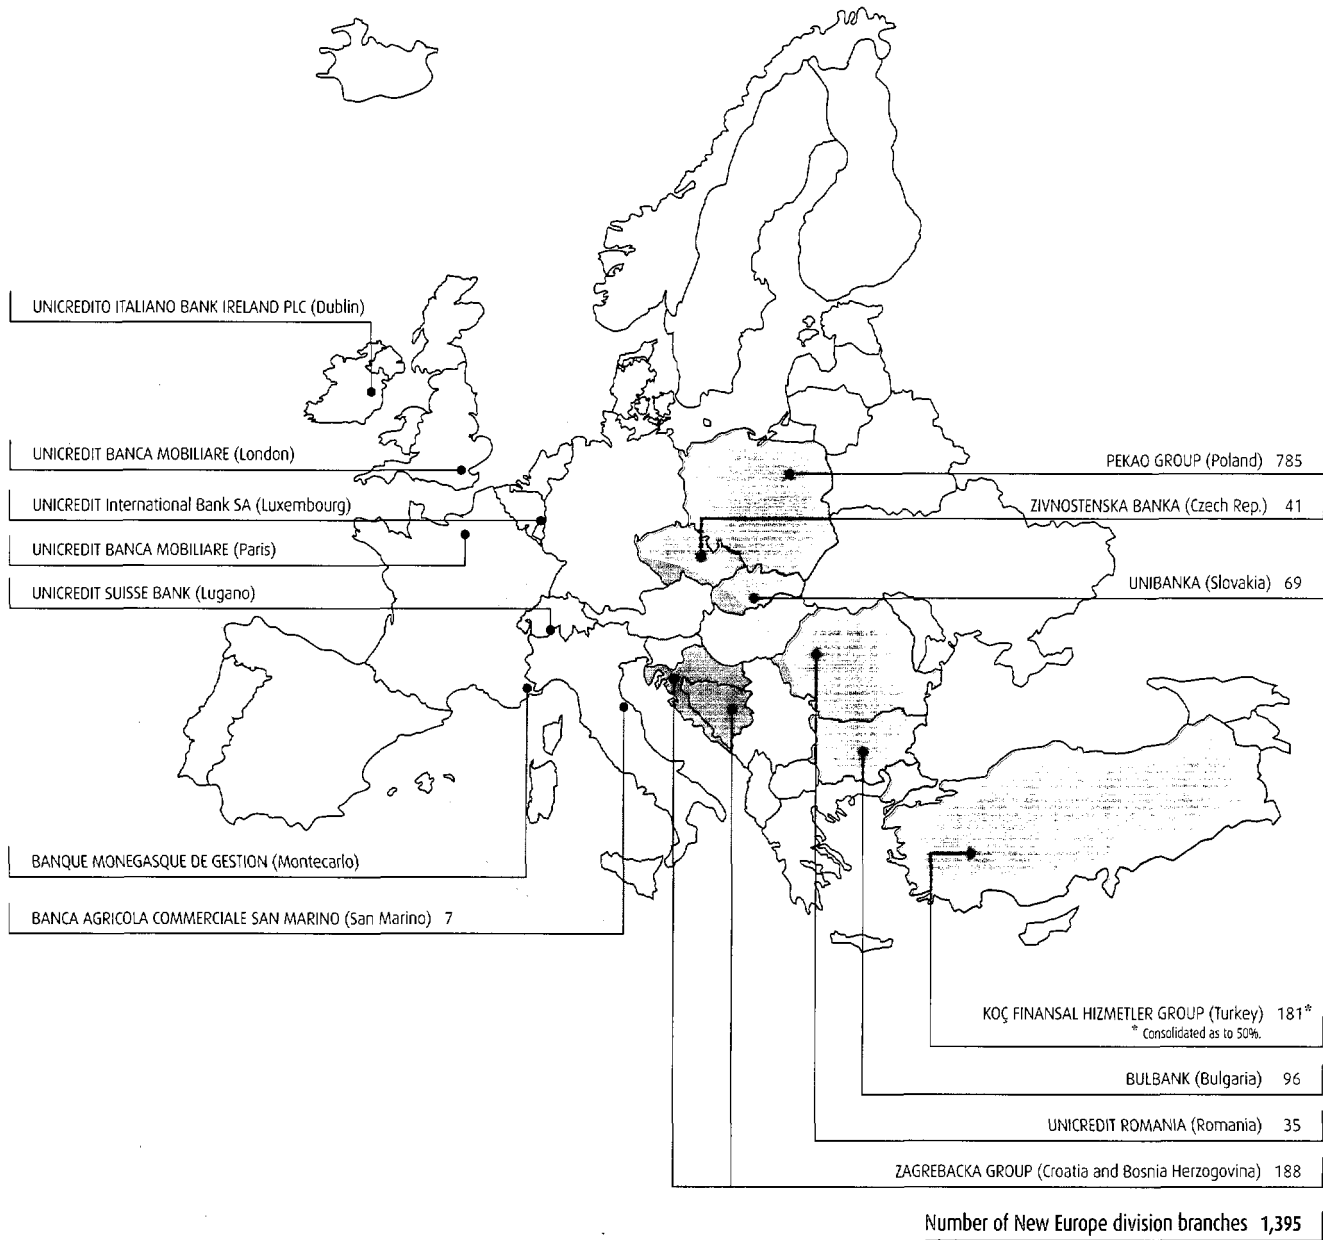 UNICREDITO ITALIANO BANK IRELAND PLC (Dublin)
UNICREDIT BANCA MOBILIARE (London)
UNICREDIT International Bank SA (Luxembourg)
UNICREDIT BANCA MOBILIARE (Paris)
UNICREDIT SUISSE BANK (Lugano)
BANQUE MONEGASQUE DE GESTION (Montecarlo)
BANCA AGRICOLA COMMERCIALE SAN MARINO (San Marino) 7
PEKAO GROUP (Poland) 785
ZIVNOSTENSKA BANKA (Czech Rep.) 41
UNIBANKA (Slovakia) 69
KOÇ FINANSAL HIZMETLER GROUP (Turkey) 181*
* Consolidated as to 50%.
BULBANK (Bulgaria) 96
UNICREDIT ROMANIA (Romania) 35
ZAGREBACKA GROUP (Croatia and Bosnia Herzogovina) 188
Number of New Europe division branches 1,395